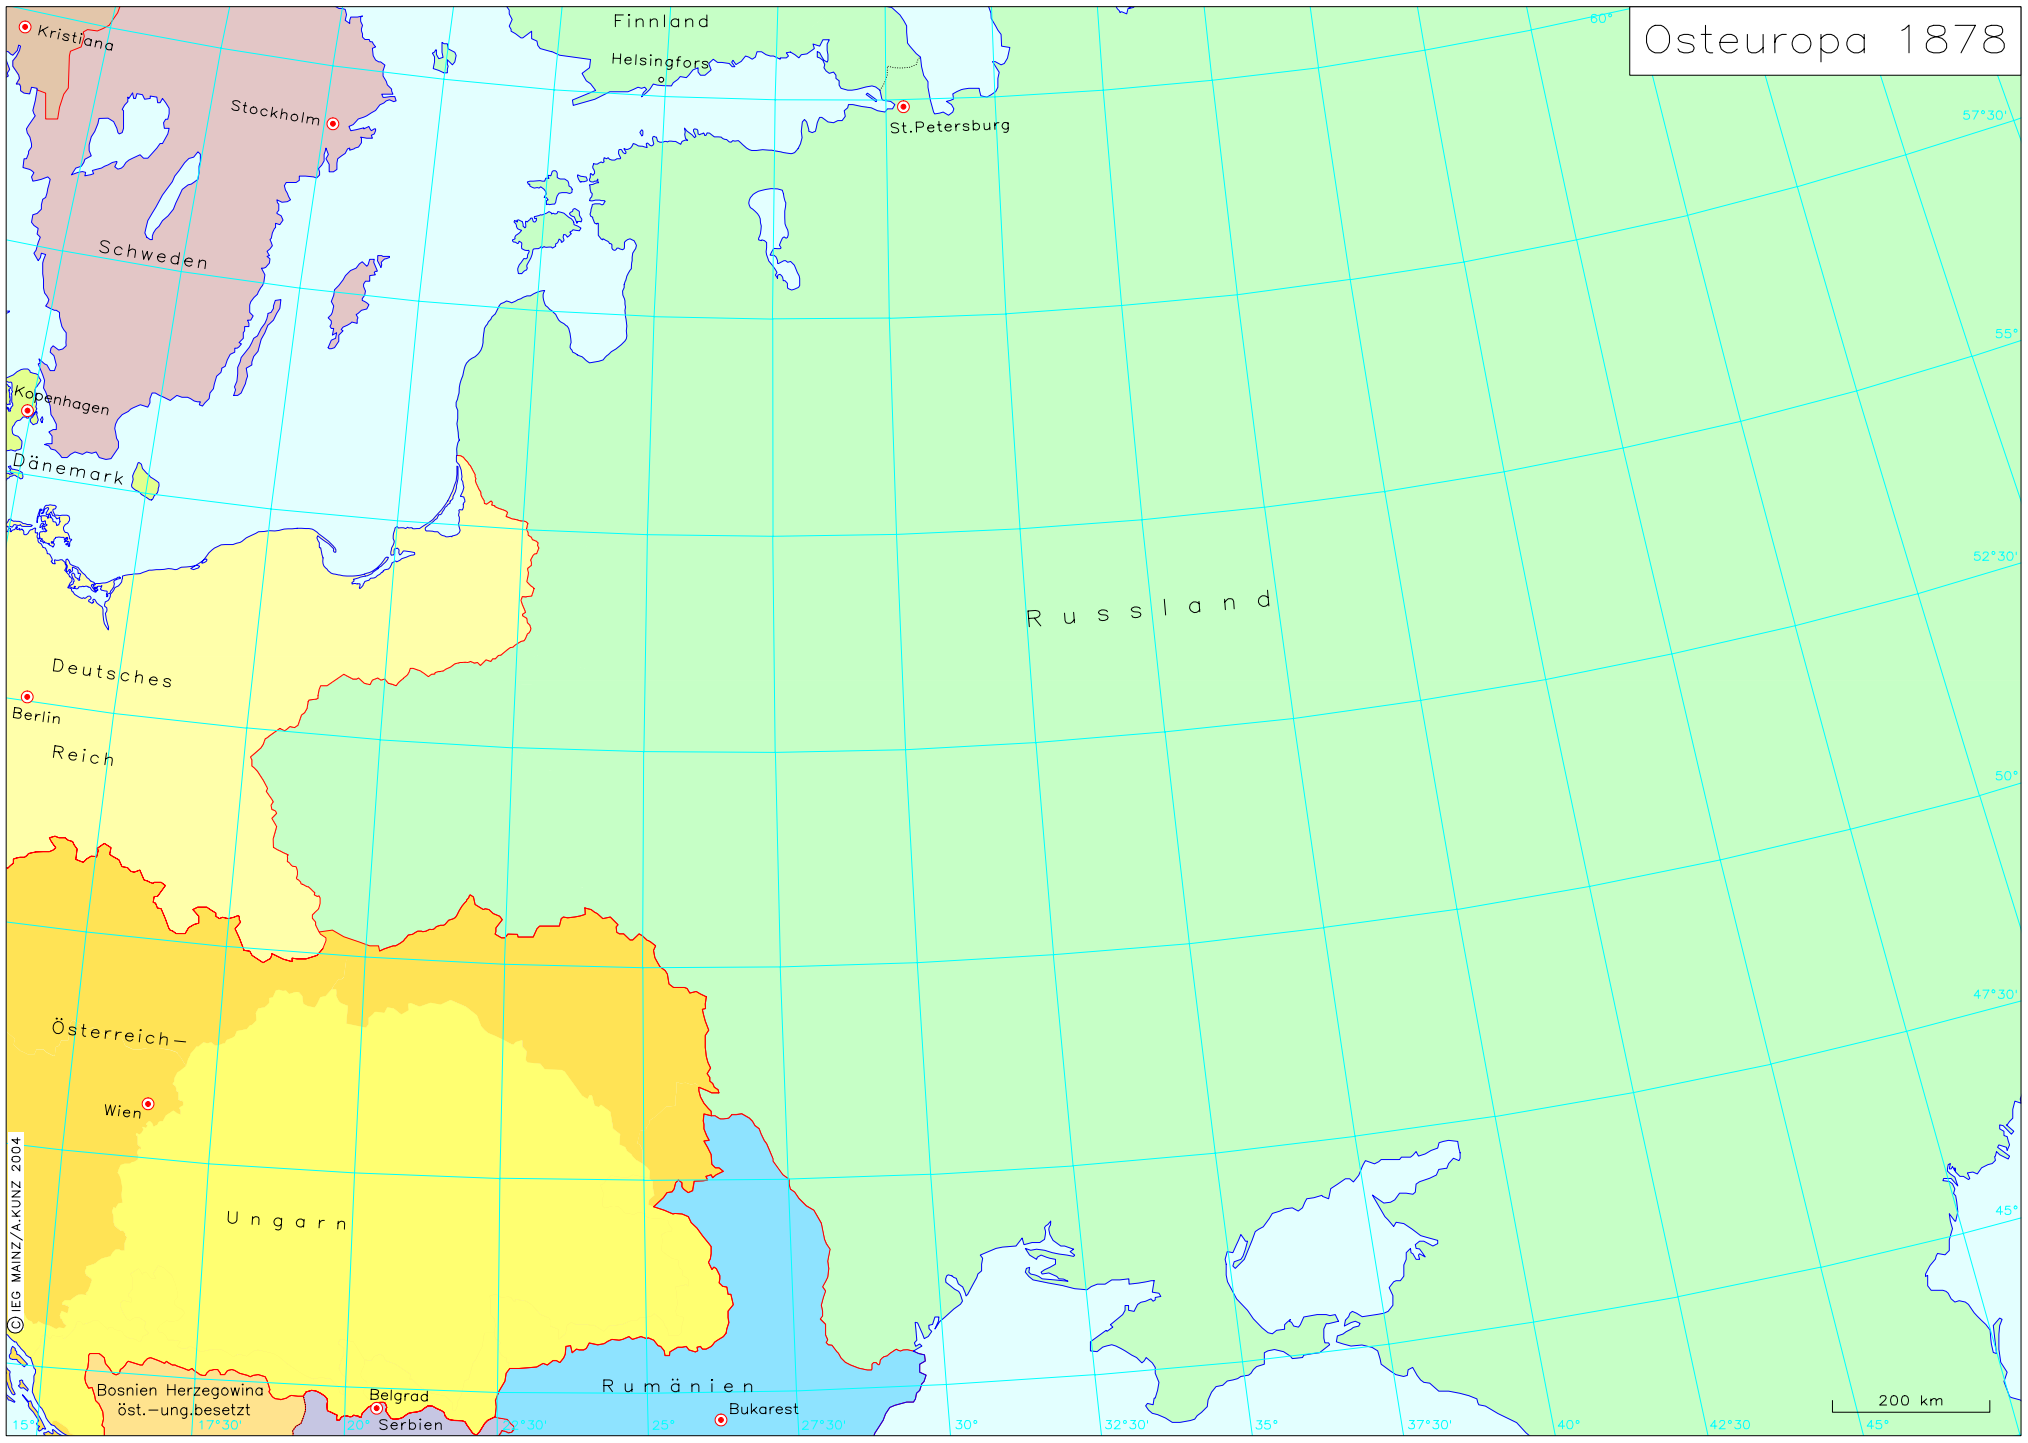 Osteuropa 1878
Finnland
Kristiana
Helsingfors
Stockholm
St.Petersburg
Schweden
Kopenhagen
Dänemark
Russland
Deutsches
Berlin
Reich
Österreich–
Wien
Ungarn
Bosnien Herzegowina
öst.–ung.besetzt
Belgrad
Serbien
Rumänien
Bukarest
200 km
©IEG MAINZ/A.KUNZ 2004
60°
57°30'
55°
52°30'
50°
47°30'
45°
15°
17°30'
20°
22°30'
25°
27°30'
30°
32°30'
35°
37°30'
40°
42°30'
45°